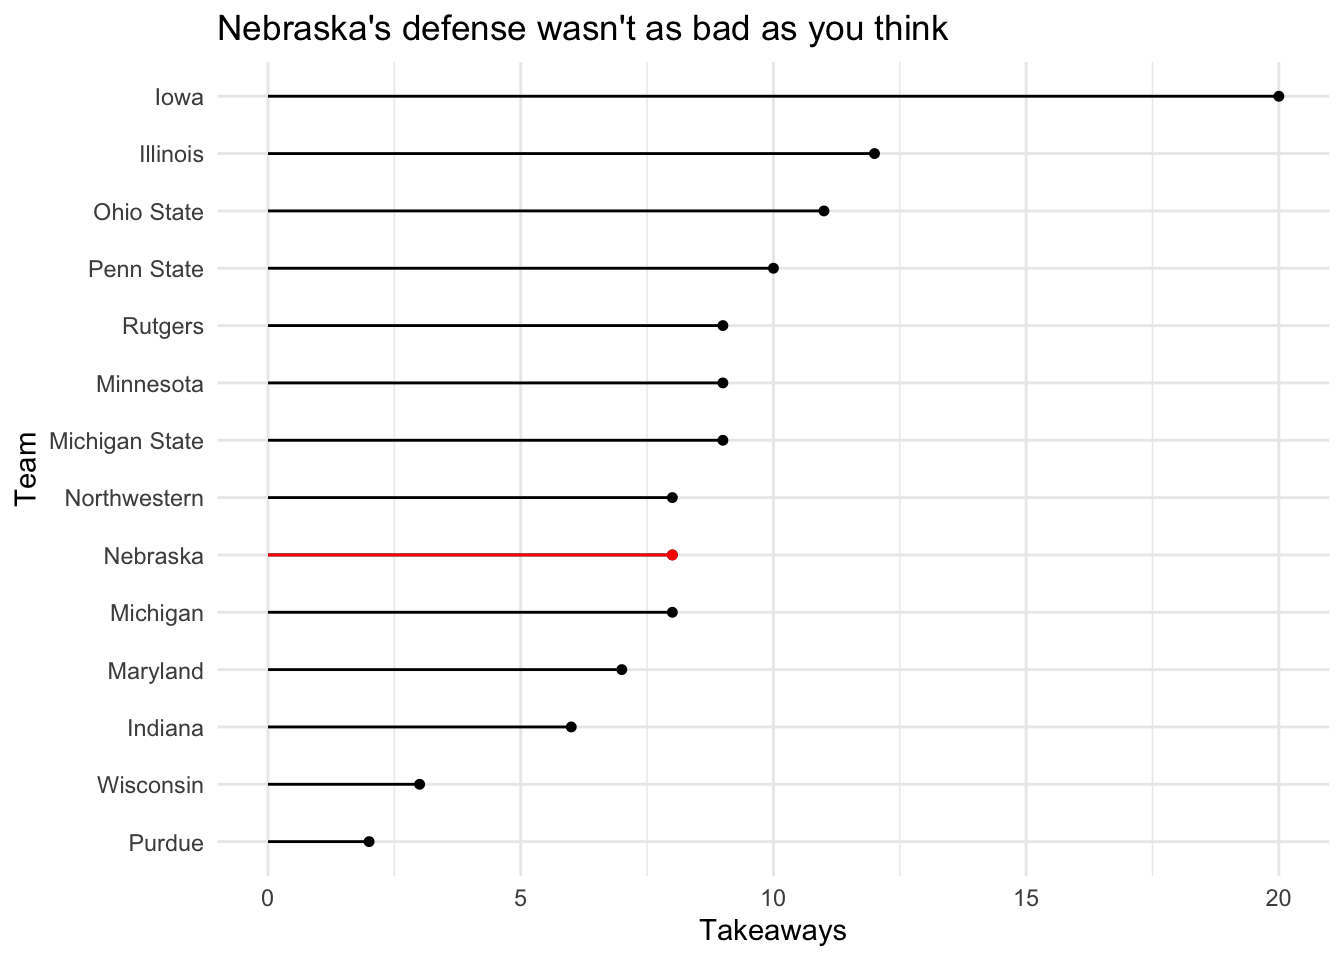 Nebraska's defense wasn't as bad as you think
Iowa
Illinois
Ohio State
Penn State
Rutgers
Minnesota
Michigan State
Northwestern
Nebraska
Michigan
Maryland
Indiana
Wisconsin
Purdue
Team
0 5 10 15 20
Takeaways